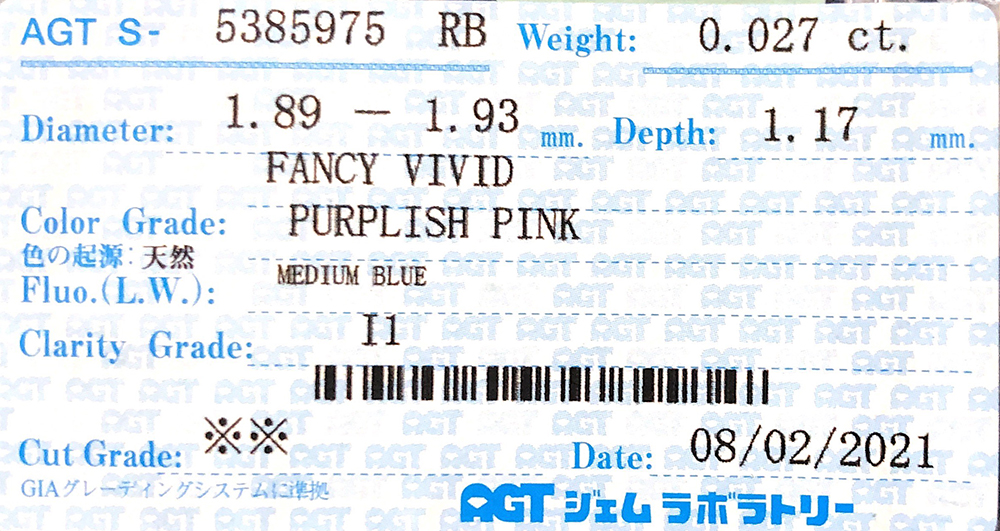 AGT S- 5385975 RB Weight: 0.027 ct.
Diameter: 1.89 — 1.93 mm. Depth: 1.17 mm.
FANCY VIVID
Color Grade: PURPLISH PINK
色の起源: 天然
Fluo.(L.W.): MEDIUM BLUE
Clarity Grade: I1
Cut Grade: ※※ Date: 08/02/2021
GIAグレーディングシステムに準拠
AGT ジェムラボラトリー